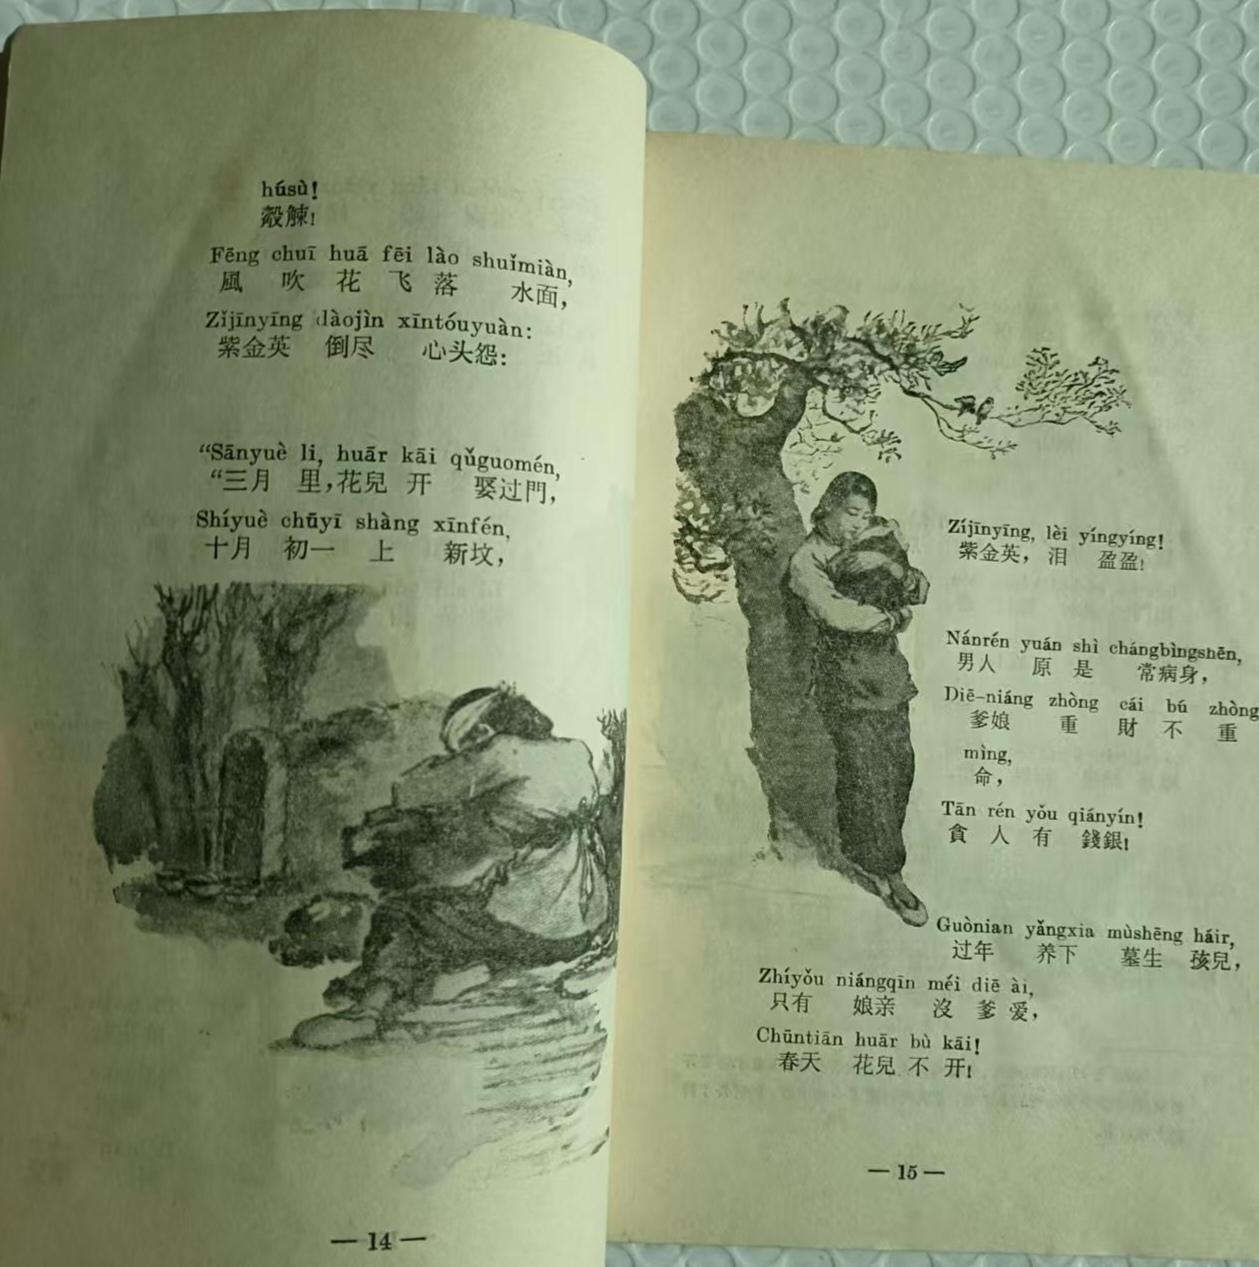 húsù!
觳觫!
Fēng chuī huā fēi lào shuǐmiàn,
風 吹 花 飞 落 水面,
Zǐjīnyīng dàojìn xīntóuyuàn:
紫金英 倒尽 心头怨:
“Sānyuè li, huār kāi qǔguomén,
“三月 里,花兒 开 娶过門,
Shíyuè chūyī shàng xīnfén,
十月 初一 上 新坟,
— 14 —
Zǐjīnyīng, lèi yíngyíng!
紫金英, 泪 盈盈!
Nánrén yuán shì chángbìngshēn,
男人 原 是 常病身,
Diē-niáng zhòng cái bú zhòng
爹娘 重 財 不 重
mìng,
命,
Tān rén yǒu qiányín!
貪 人 有 錢銀!
Guònian yǎngxia mùshēng háir,
过年 养下 墓生 孩兒,
Zhíyǒu niángqīn méi diē ài,
只有 娘亲 沒 爹 爱,
Chūntiān huār bù kāi!
春天 花兒 不 开!
— 15 —